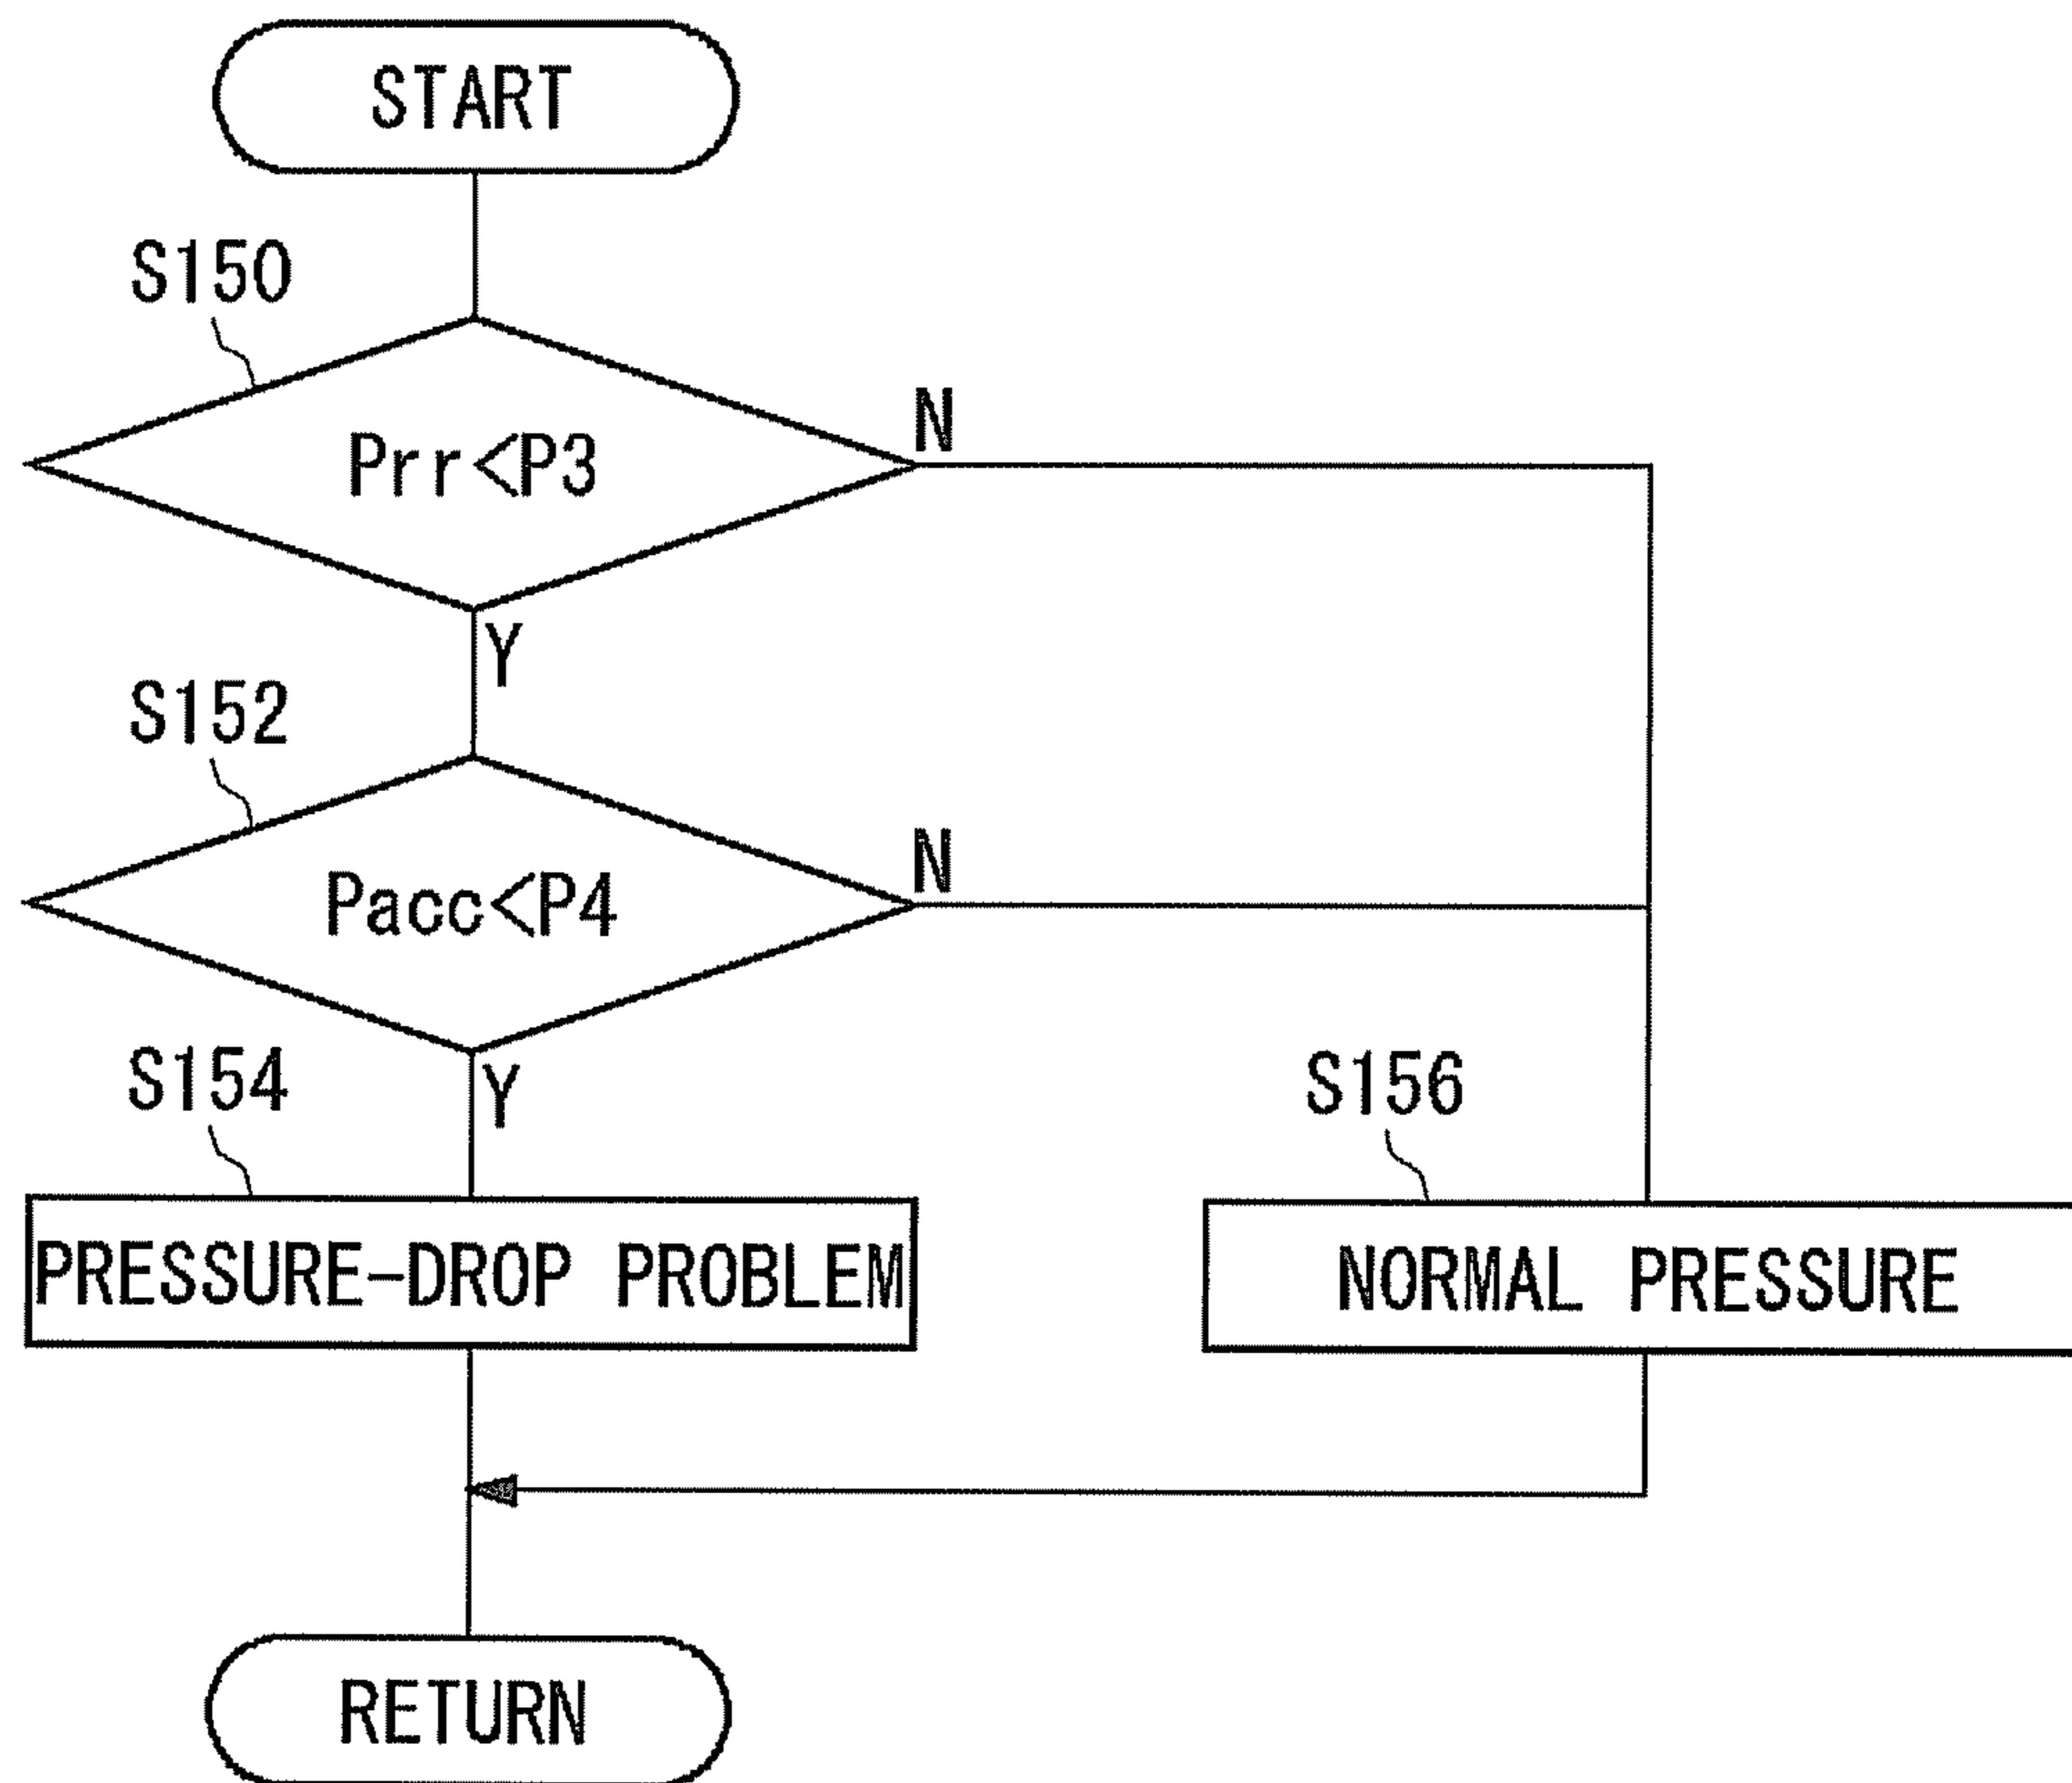 START
S150
Prr<P3
N
Y
S152
Pacc<P4
N
Y
S154
PRESSURE-DROP PROBLEM
S156
NORMAL PRESSURE
RETURN